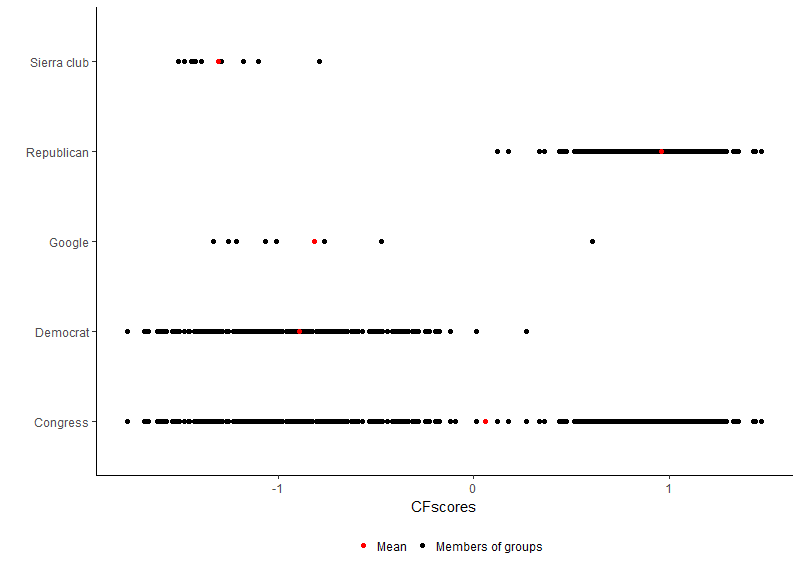 Sierra club
Republican
Google
Democrat
Congress
-1 0 1
CFscores
Mean Members of groups